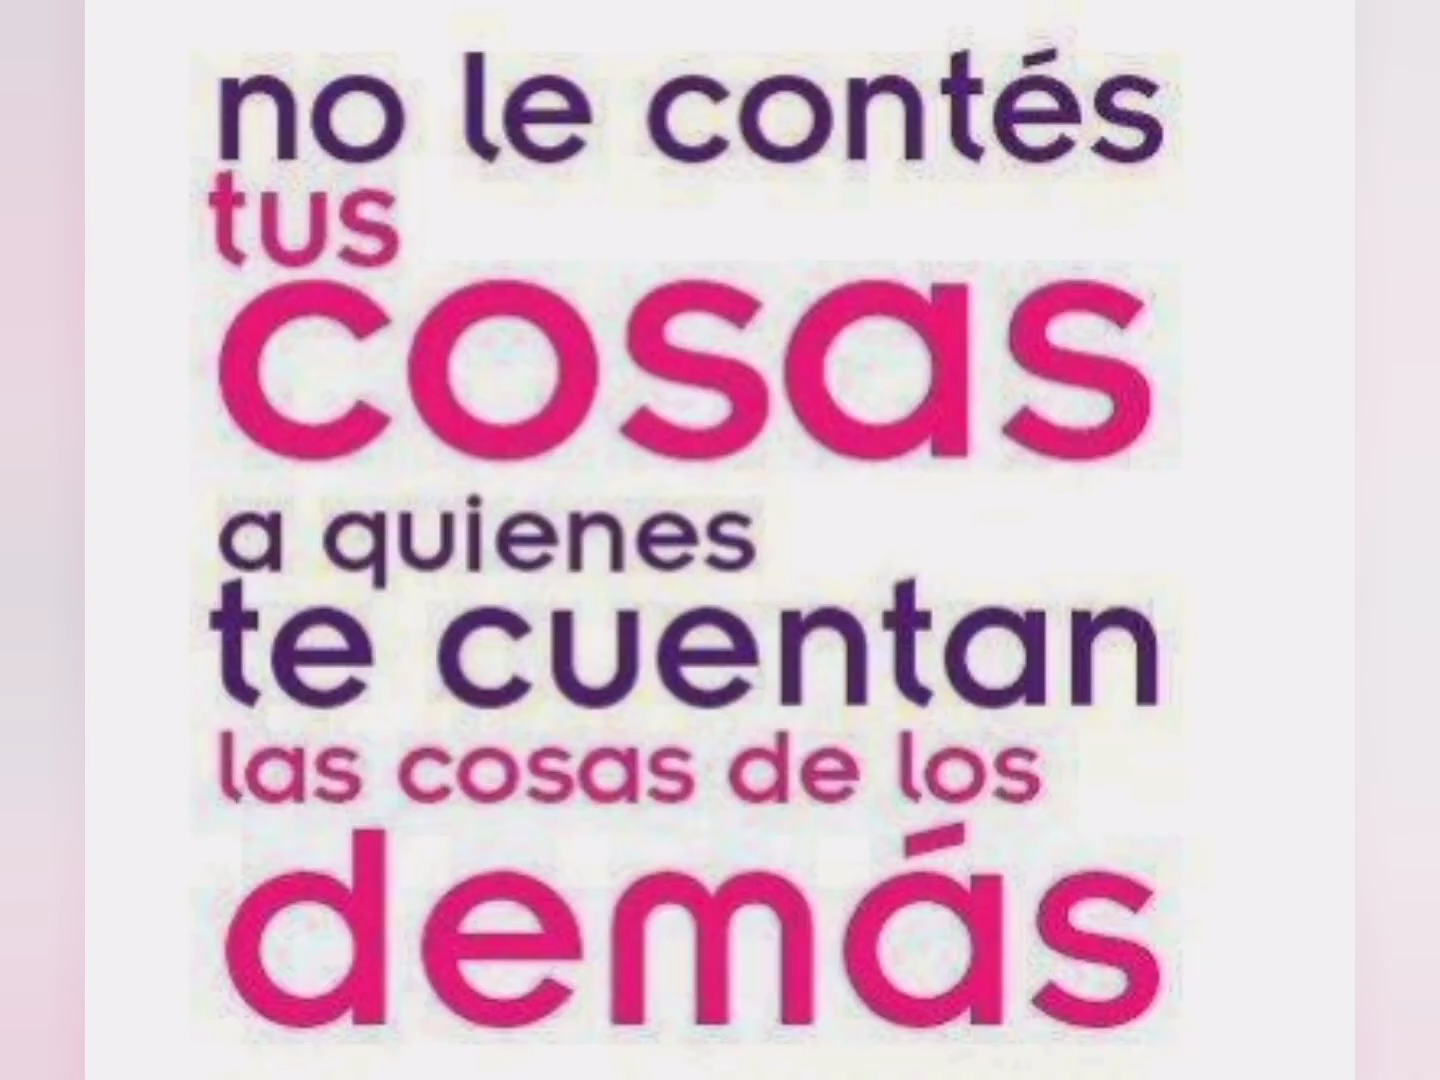 no le contés
tus
cosas
a quienes
te cuentan
las cosas de los
demás